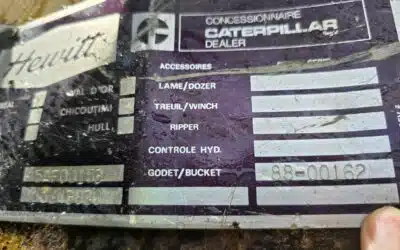 Hewitt
CONCESSIONNAIRE
CATERPILLAR
DEALER
ACCESSOIRES
VAL D'OR
LAME/DOZER
CHICOUTIMI
TREUIL/WINCH
HULL
RIPPER
CONTROLE HYD.
GODET/BUCKET
88-00162